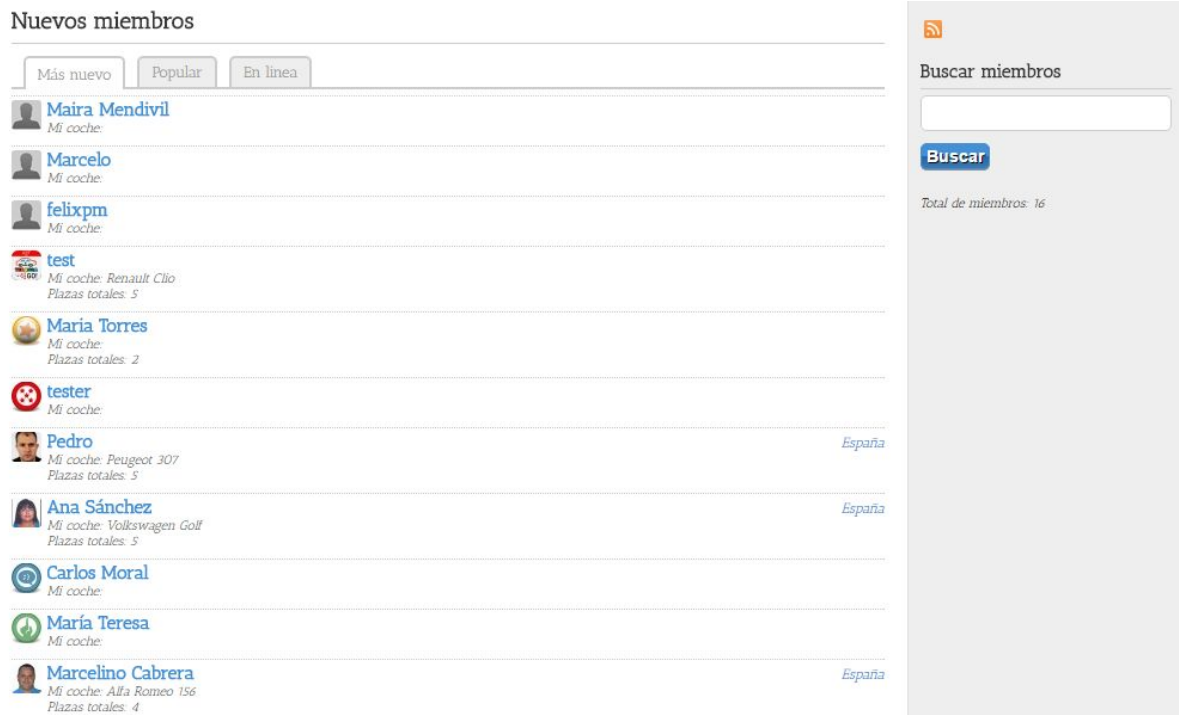 Nuevos miembros
Más nuevo
Popular
En linea
Maira Mendivil
Mi coche:
Marcelo
Mi coche:
felixpm
Mi coche:
test
Mi coche: Renault Clio
Plazas totales: 5
Maria Torres
Mi coche:
Plazas totales: 2
tester
Mi coche:
Pedro
España
Mi coche: Peugeot 307
Plazas totales: 5
Ana Sánchez
España
Mi coche: Volkswagen Golf
Plazas totales: 5
Carlos Moral
Mi coche:
María Teresa
Mi coche:
Marcelino Cabrera
España
Mi coche: Alfa Romeo 156
Plazas totales: 4
Buscar miembros
Buscar
Total de miembros: 16